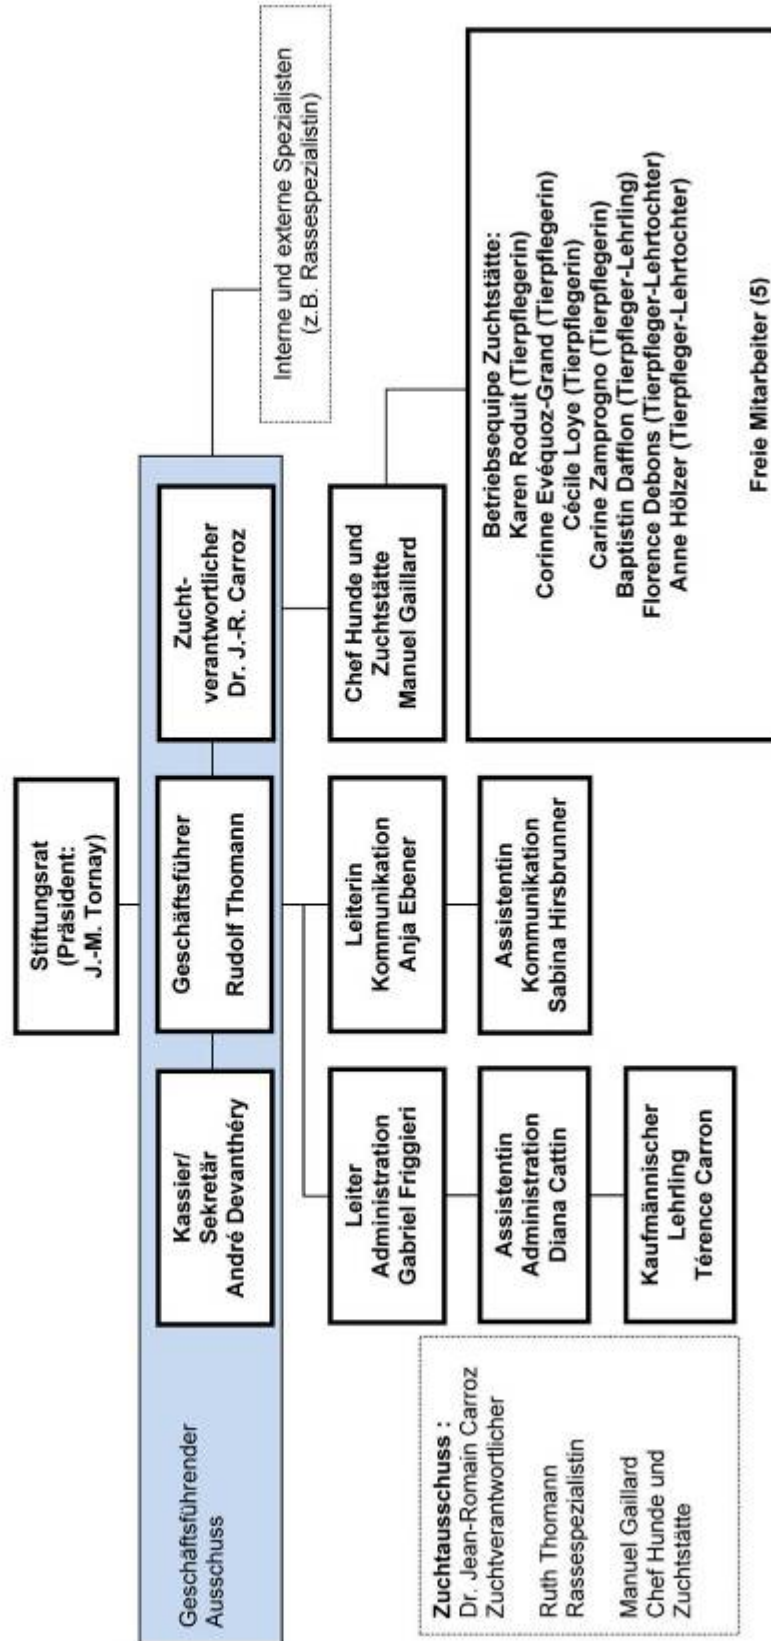 Stiftungsrat
(Präsident:
J.-M. Tornay)
Geschäftsführender
Ausschuss
Kassier/
Sekretär
André Devanthéry
Geschäftsführer
Rudolf Thomann
Zucht-
verantwortlicher
Dr. J.-R. Carroz
Interne und externe Spezialisten
(z.B. Rassespezialistin)
Leiter
Administration
Gabriel Friggieri
Leiterin
Kommunikation
Anja Ebener
Chef Hunde und
Zuchtstätte
Manuel Gaillard
Assistentin
Administration
Diana Cattin
Assistentin
Kommunikation
Sabina Hirsbrunner
Kaufmännischer
Lehrling
Térence Carron
Betriebsequipe Zuchtstätte:
Karen Roduit (Tierpflegerin)
Corinne Evéquoz-Grand (Tierpflegerin)
Cécile Loye (Tierpflegerin)
Carine Zamprogno (Tierpflegerin)
Baptistin Dafflon (Tierpfleger-Lehrling)
Florence Debons (Tierpfleger-Lehrtochter)
Anne Hölzer (Tierpfleger-Lehrtochter)
Freie Mitarbeiter (5)
Zuchtausschuss :
Dr. Jean-Romain Carroz
Zuchtverantwortlicher
Ruth Thomann
Rassespezialistin
Manuel Gaillard
Chef Hunde und
Zuchtstätte